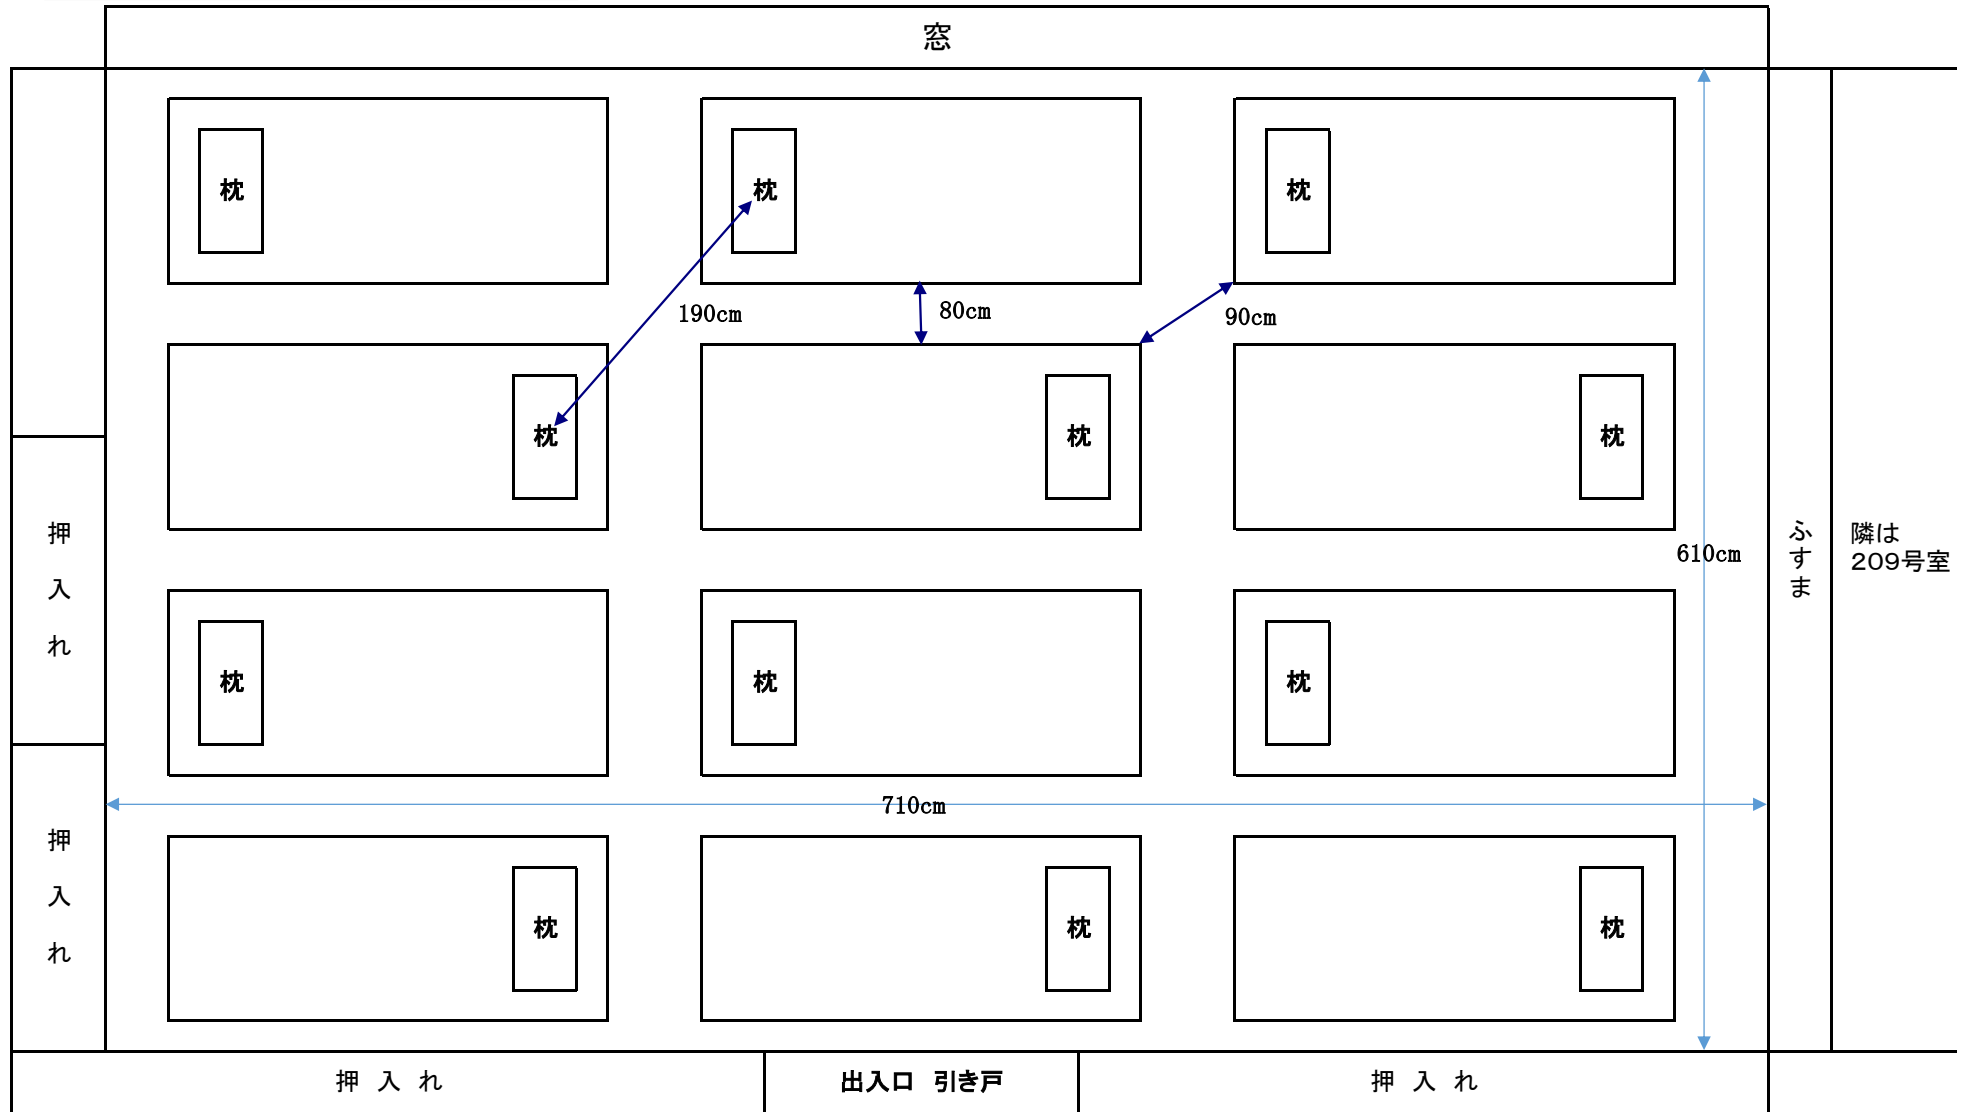 窓
枕
枕
枕
190cm
80cm
90cm
枕
枕
枕
押入れ
610cm
ふすま
隣は
209号室
枕
枕
枕
710cm
押入れ
枕
枕
枕
押 入 れ
出入口 引き戸
押 入 れ